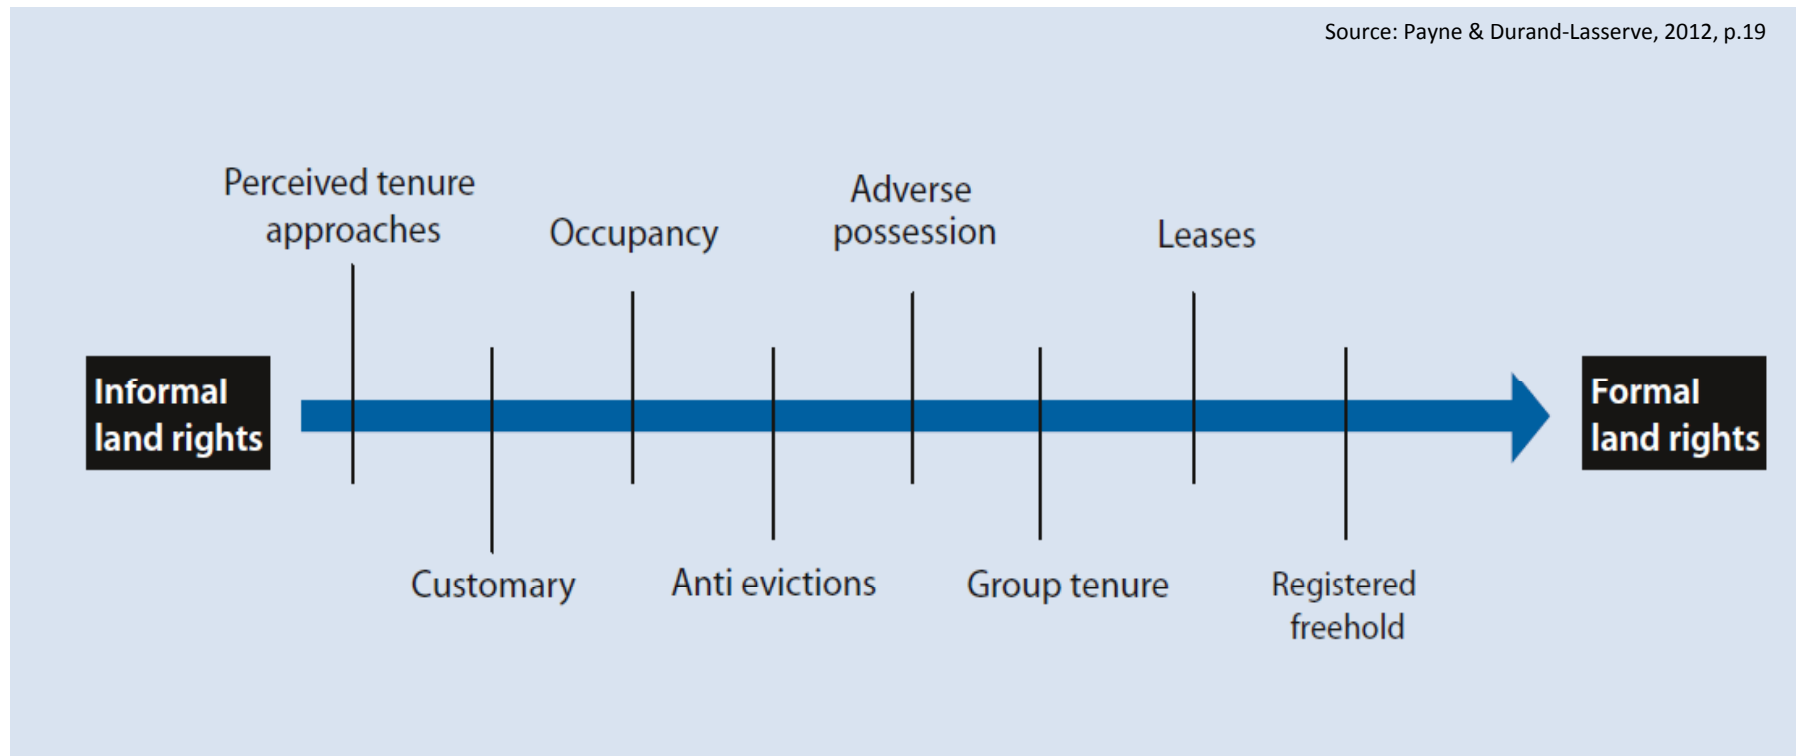 Source: Payne & Durand-Lasserve, 2012, p.19
Perceived tenure
approaches
Occupancy
Adverse
possession
Leases
Informal
land rights
Formal
land rights
Customary
Anti evictions
Group tenure
Registered
freehold